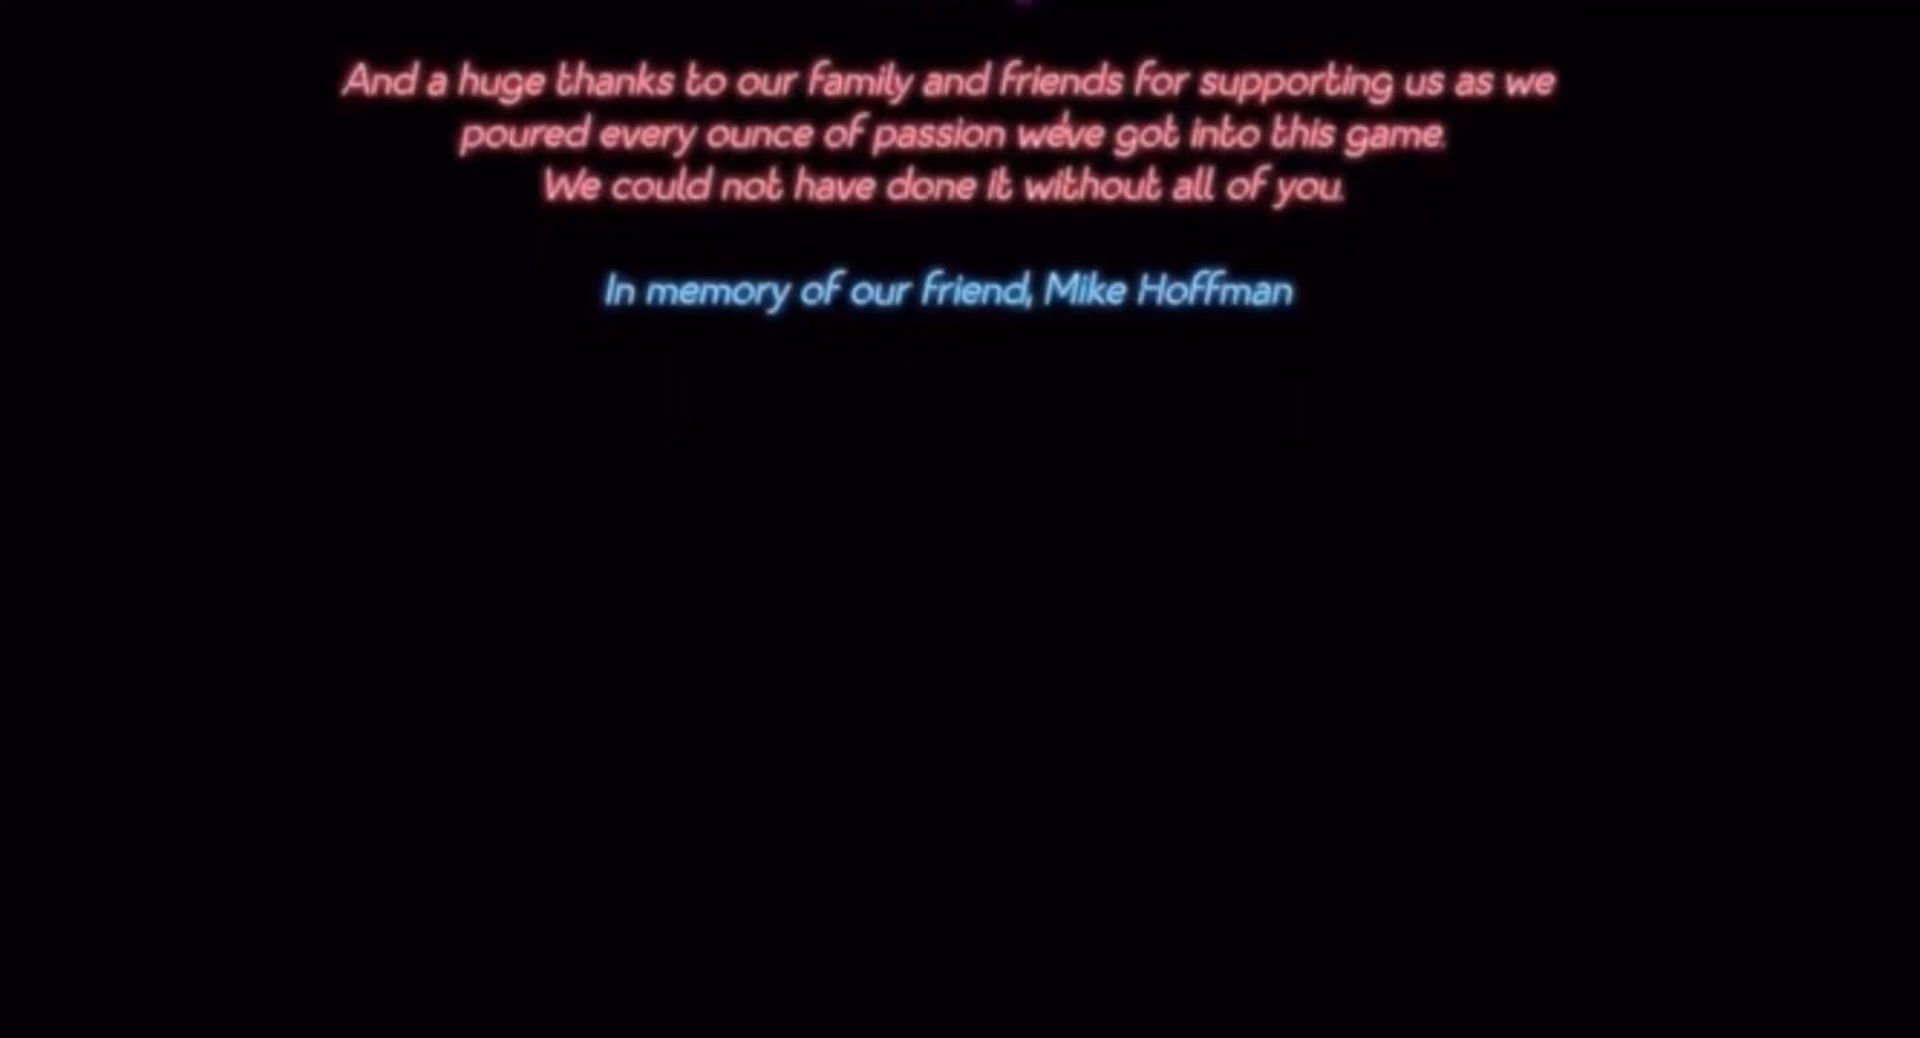 And a huge thanks to our family and friends for supporting us as we
poured every ounce of passion we've got into this game.
We could not have done it without all of you.
In memory of our friend, Mike Hoffman